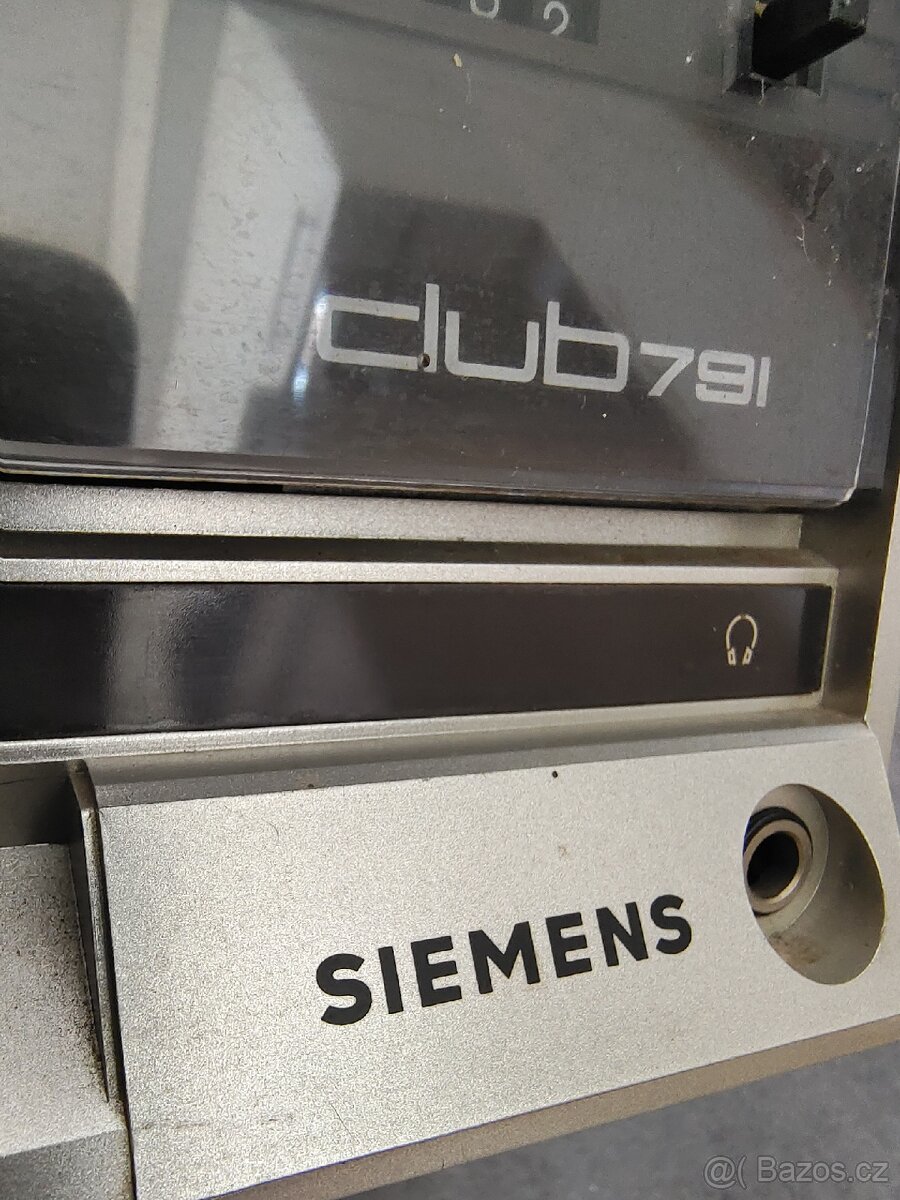 club 791
SIEMENS
@( Bazos.cz